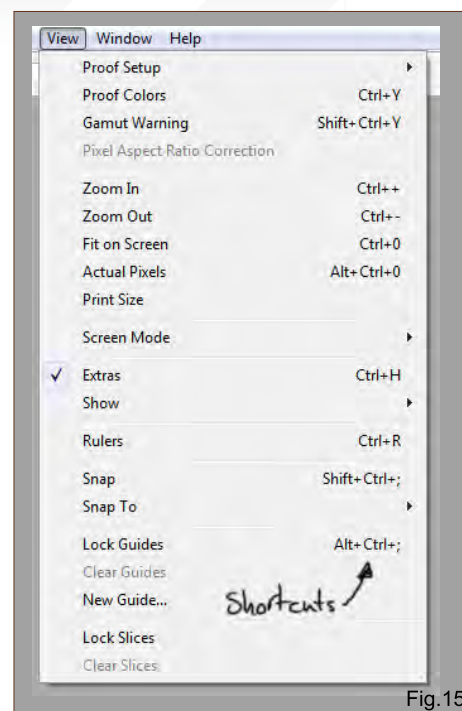 View Window Help
Proof Setup
Proof Colors Ctrl+Y
Gamut Warning Shift+Ctrl+Y
Pixel Aspect Ratio Correction
Zoom In Ctrl++
Zoom Out Ctrl+-
Fit on Screen Ctrl+0
Actual Pixels Alt+Ctrl+0
Print Size
Screen Mode
Extras Ctrl+H
Show
Rulers Ctrl+R
Snap Shift+Ctrl+;
Snap To
Lock Guides Alt+Ctrl+;
Clear Guides
New Guide...
Shortcuts
Lock Slices
Clear Slices
Fig.15